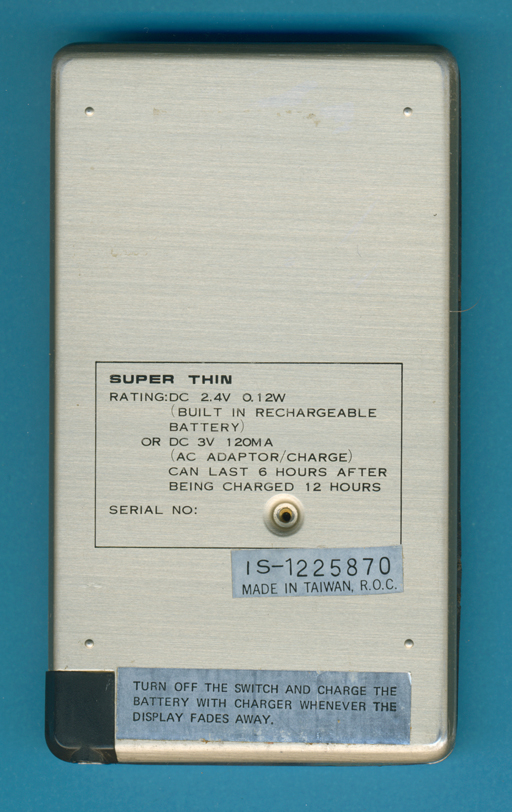 SUPER THIN
RATING:DC 2.4V 0.12W
(BUILT IN RECHARGEABLE
BATTERY)
OR DC 3V 120MA
(AC ADAPTOR/CHARGE)
CAN LAST 6 HOURS AFTER
BEING CHARGED 12 HOURS
SERIAL NO:
IS-1225870
MADE IN TAIWAN, R.O.C.
TURN OFF THE SWITCH AND CHARGE THE
BATTERY WITH CHARGER WHENEVER THE
DISPLAY FADES AWAY.